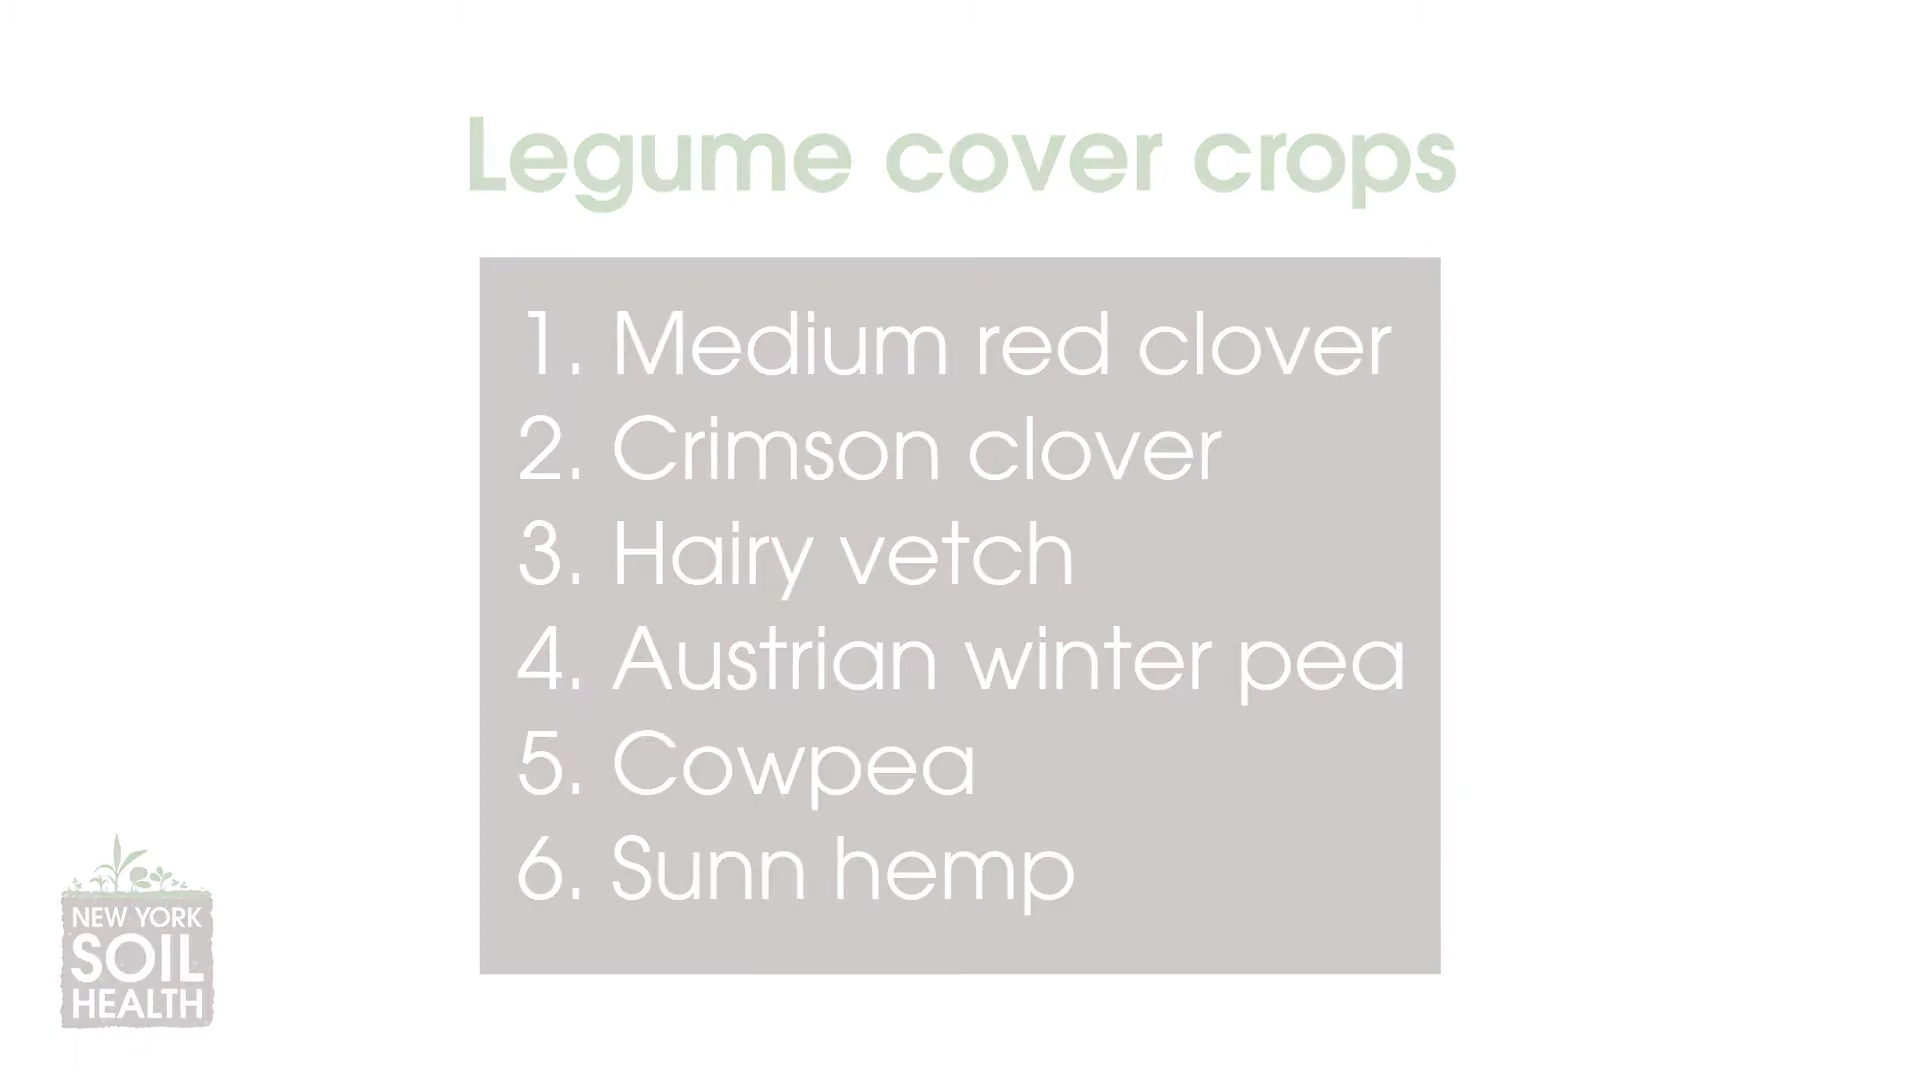 Legume cover crops
1. Medium red clover
2. Crimson clover
3. Hairy vetch
4. Austrian winter pea
5. Cowpea
6. Sunn hemp
NEW YORK
SOIL
HEALTH